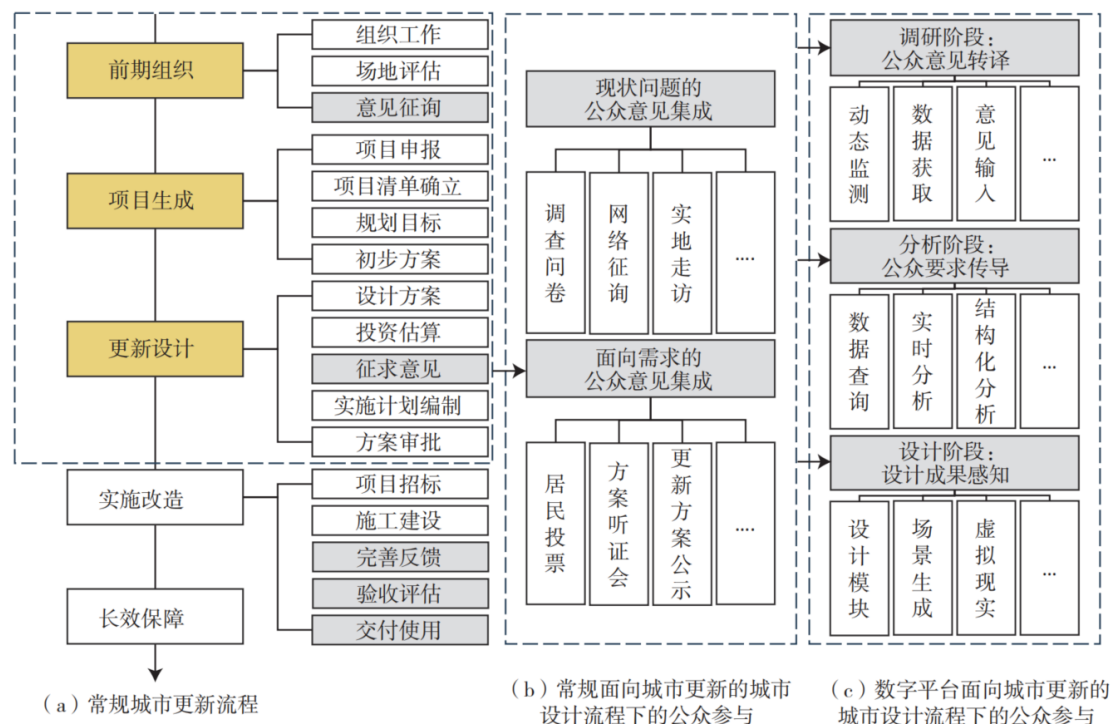 前期组织
组织工作
场地评估
意见征询
项目生成
项目申报
项目清单确立
规划目标
初步方案
更新设计
设计方案
投资估算
征求意见
实施计划编制
方案审批
实施改造
项目招标
施工建设
完善反馈
验收评估
交付使用
长效保障
(a)常规城市更新流程
现状问题的
公众意见集成
调查问卷
网络征询
实地走访
....
面向需求的
公众意见集成
居民投票
方案听证会
更新方案公示
....
(b)常规面向城市更新的城市
设计流程下的公众参与
调研阶段：
公众意见转译
动态监测
数据获取
意见输入
...
分析阶段：
公众要求传导
数据查询
实时分析
结构化分析
...
设计阶段：
设计成果感知
设计模块
场景生成
虚拟现实
...
(c)数字平台面向城市更新的
城市设计流程下的公众参与